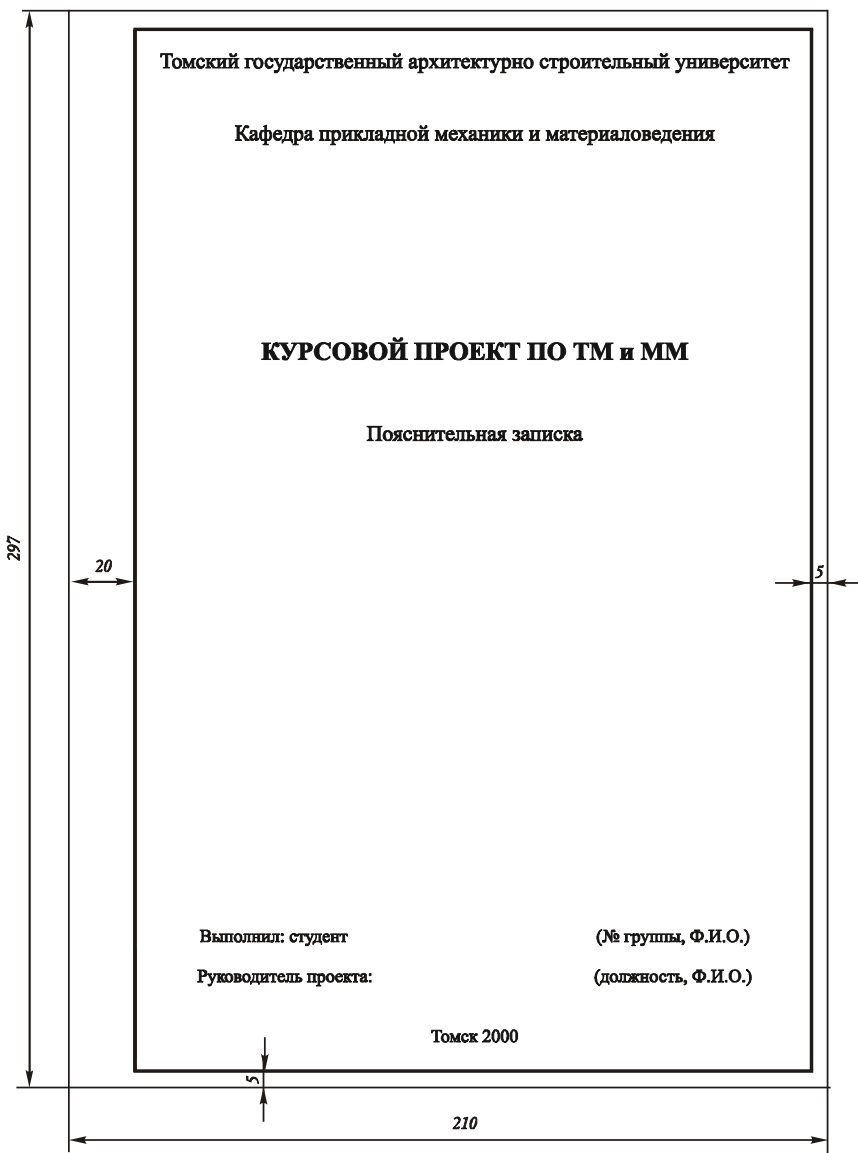 Томский государственный архитектурно строительный университет
Кафедра прикладной механики и материаловедения
КУРСОВОЙ ПРОЕКТ ПО ТМ и ММ
Пояснительная записка
297
20
5
Выполнил: студент (№ группы, Ф.И.О.)
Руководитель проекта: (должность, Ф.И.О.)
Томск 2000
5
210